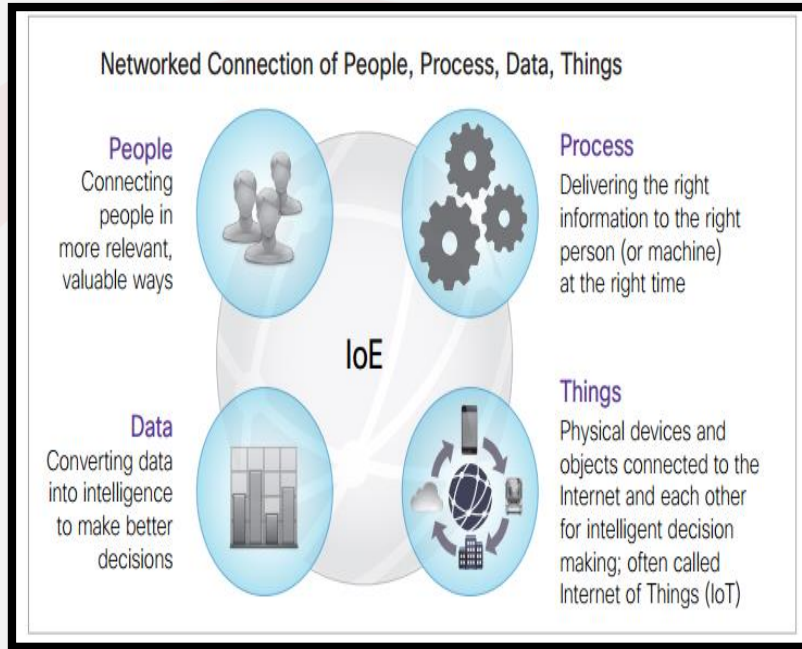 Networked Connection of People, Process, Data, Things
People
Connecting
people in
more relevant,
valuable ways
Process
Delivering the right
information to the right
person (or machine)
at the right time
IoE
Data
Converting data
into intelligence
to make better
decisions
Things
Physical devices and
objects connected to the
Internet and each other
for intelligent decision
making; often called
Internet of Things (IoT)